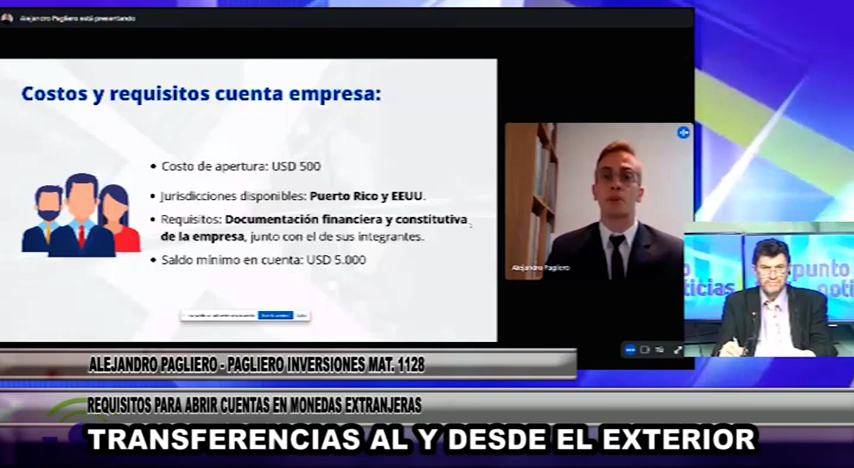 Alejandro Pagliero está presentando
Costos y requisitos cuenta empresa:
• Costo de apertura: USD 500
• Jurisdicciones disponibles: Puerto Rico y EEUU.
• Requisitos: Documentación financiera y constitutiva
de la empresa, junto con el de sus integrantes.
• Saldo mínimo en cuenta: USD 5.000
Alejandro Pagliero
Tú
punto
noticias
ALEJANDRO PAGLIERO - PAGLIERO INVERSIONES MAT. 1128
REQUISITOS PARA ABRIR CUENTAS EN MONEDAS EXTRANJERAS
TRANSFERENCIAS AL Y DESDE EL EXTERIOR